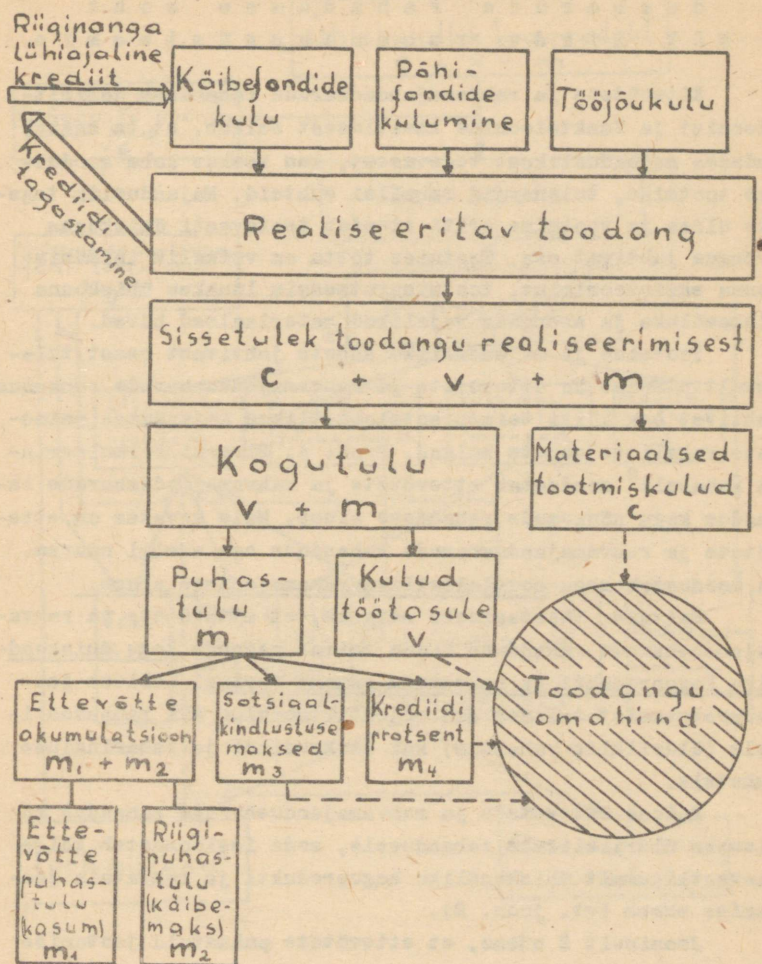 Riigipanga
lühiajaline
krediit
Käibefondide
kulu
Põhi-
fondide
kulumine
Tööjõukulu
Krediidi
tagastamine
Realiseeritav toodang
Sissetulek toodangu realiseerimisest
c + v + m
Kogutulu
v + m
Materiaalsed
tootmiskulud
c
Puhas-
tulu
m
Kulud
töötasule
v
Toodangu
omahind
Ettevõtte
akumulatsioon
m₁ + m₂
Sotsiaal-
kindlustuse
maksed
m₃
Krediidi
protsent
m₄
Ette-
võtte
puhas-
tulu
(kasum)
m₁
Riigi-
puhas-
tulu
(käibe-
maks)
m₂